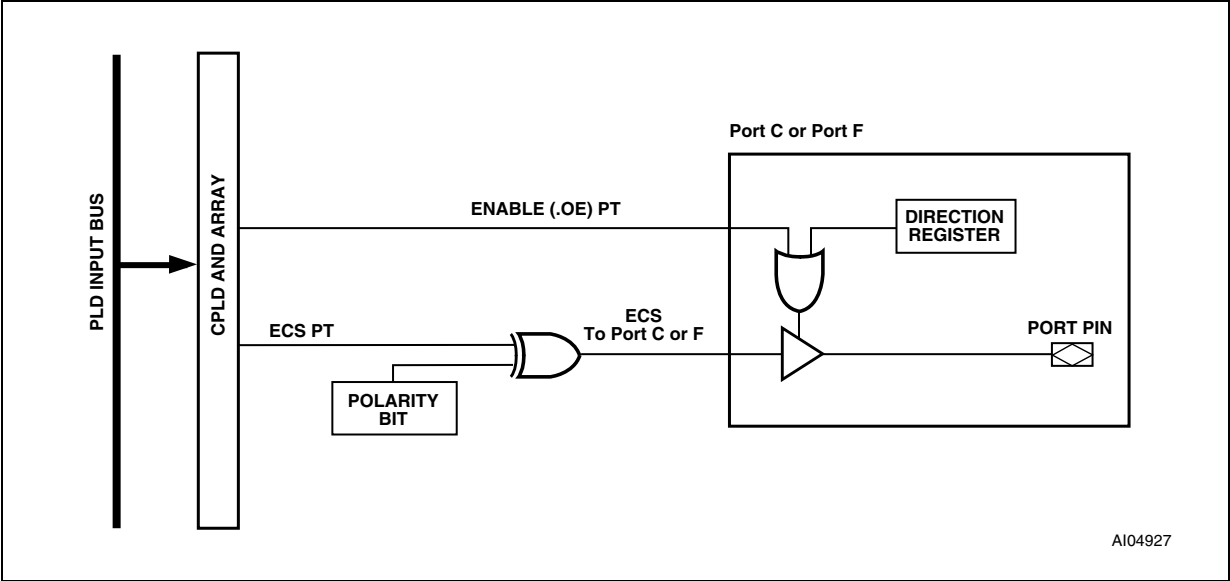 Port C or Port F
PLD INPUT BUS
CPLD AND ARRAY
ENABLE (.OE) PT
DIRECTION
REGISTER
ECS PT
ECS
To Port C or F
PORT PIN
POLARITY
BIT
AI04927